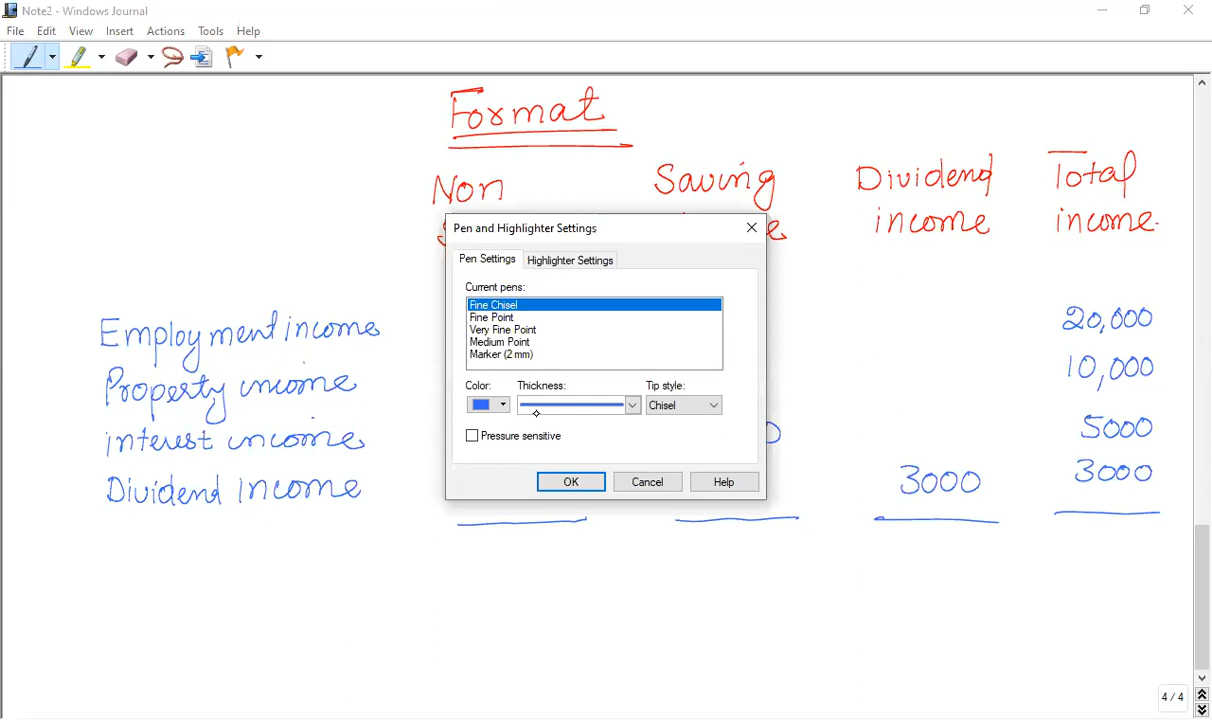 Note2 - Windows Journal
File Edit View Insert Actions Tools Help
Format
Non Saving Dividend Total
income income
Pen and Highlighter Settings
Pen Settings Highlighter Settings
Current pens:
Fine Chisel
Fine Point
Very Fine Point
Medium Point
Marker (2 mm)
Color: Thickness: Tip style:
Chisel
Pressure sensitive
OK Cancel Help
Employment income 20,000
Property income 10,000
interest income 5000
Dividend income 3000 3000
4 / 4